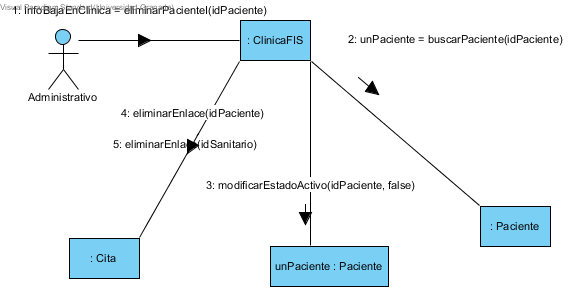 1: infoBajaEnClinica = eliminarPacienteI(idPaciente)
: ClinicaFIS
2: unPaciente = buscarPaciente(idPaciente)
Administrativo
4: eliminarEnlace(idPaciente)
5: eliminarEnlace(idSanitario)
3: modificarEstadoActivo(idPaciente, false)
: Paciente
: Cita
unPaciente : Paciente